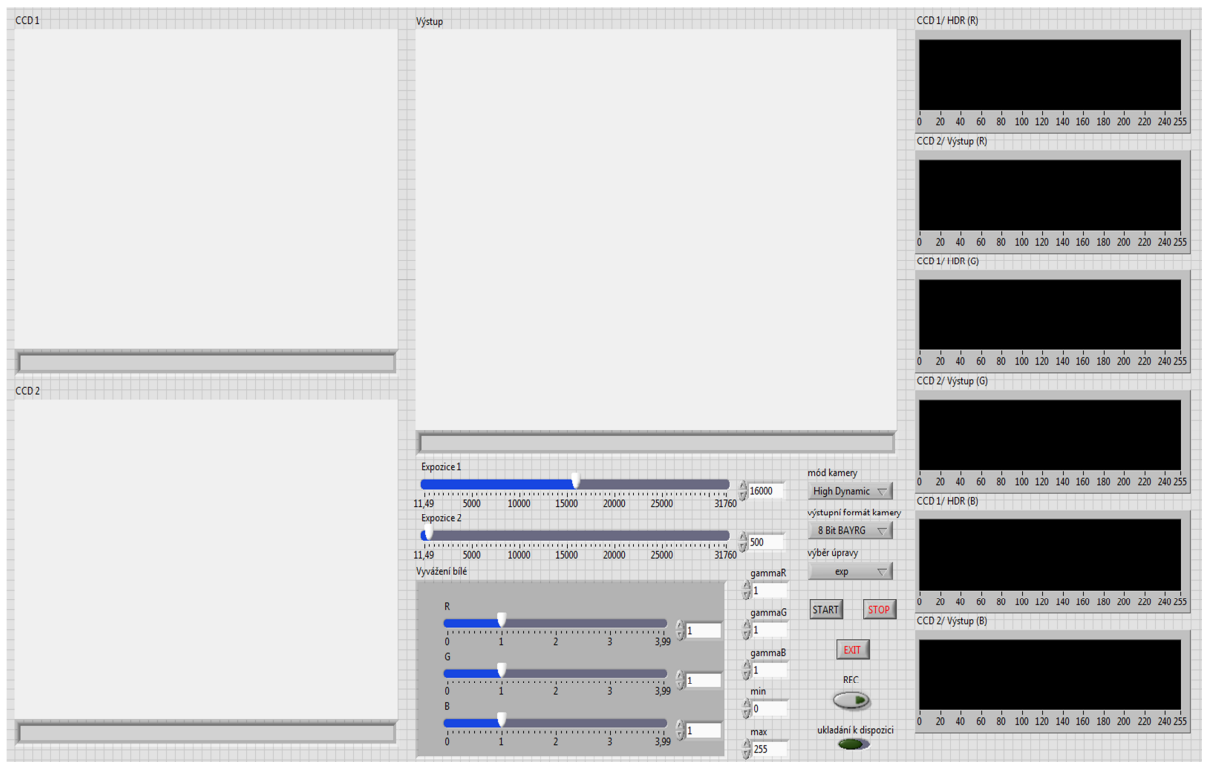 CCD 1
CCD 2
Výstup
Expozice 1
11,49 5000 10000 15000 20000 25000 31760
16000
Expozice 2
11,49 5000 10000 15000 20000 25000 31760
500
Vyvážení bílé
R
0 1 2 3 3,99
1
G
0 1 2 3 3,99
1
B
0 1 2 3 3,99
1
gammaR
1
gammaG
1
gammaB
1
min
0
max
255
mód kamery
High Dynamic
výstupní formát kamery
8 Bit BAYRG
výběr úpravy
exp
START STOP
EXIT
REC
ukladání k dispozici
CCD 1/ HDR (R)
0 20 40 60 80 100 120 140 160 180 200 220 240 255
CCD 2/ Výstup (R)
0 20 40 60 80 100 120 140 160 180 200 220 240 255
CCD 1/ HDR (G)
0 20 40 60 80 100 120 140 160 180 200 220 240 255
CCD 2/ Výstup (G)
0 20 40 60 80 100 120 140 160 180 200 220 240 255
CCD 1/ HDR (B)
0 20 40 60 80 100 120 140 160 180 200 220 240 255
CCD 2/ Výstup (B)
0 20 40 60 80 100 120 140 160 180 200 220 240 255